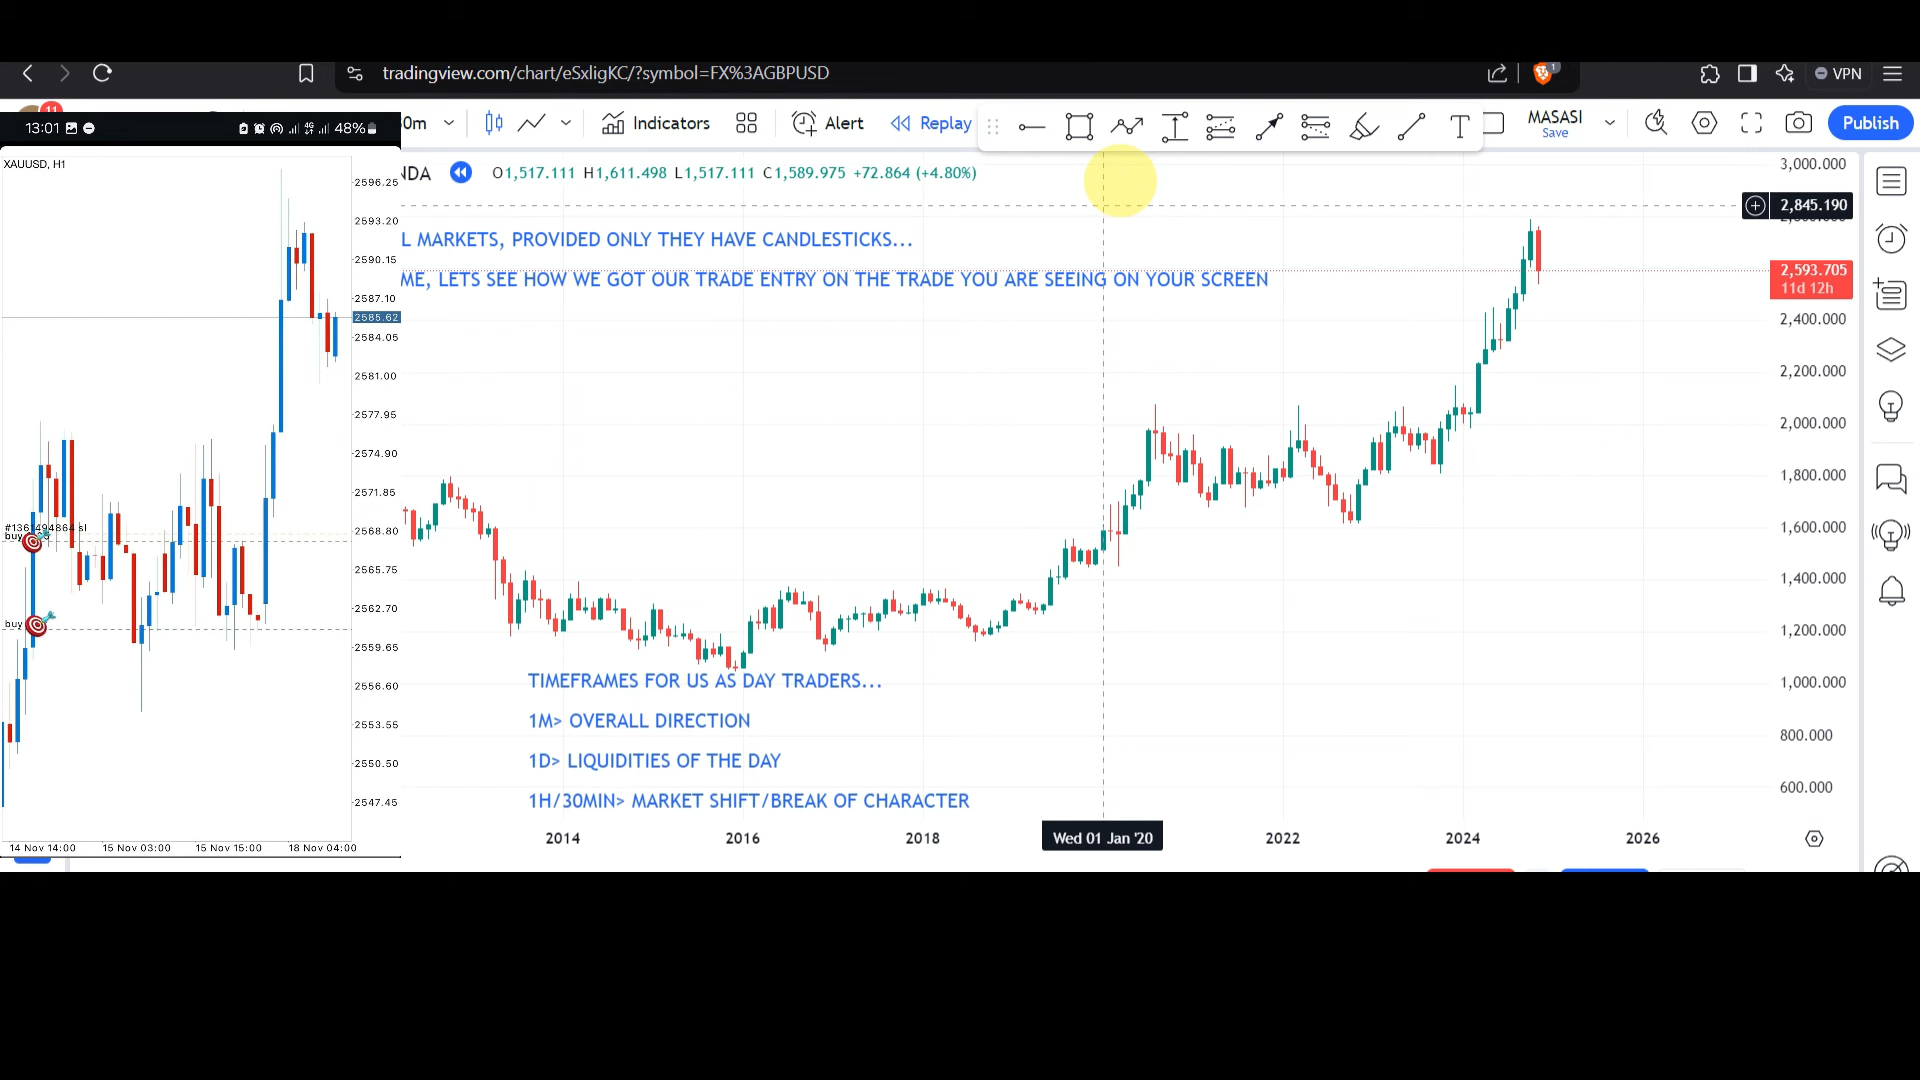 tradingview.com/chart/eSxligKC/?symbol=FX%3AGBPUSD
1
VPN
11
13:01
4G
48%
0m
Indicators
Alert
Replay
T
MASASI
Save
Publish
XAUUSD, H1
NDA
O1,517.111 H1,611.498 L1,517.111 C1,589.975 +72.864 (+4.80%)
L MARKETS, PROVIDED ONLY THEY HAVE CANDLESTICKS...
ME, LETS SEE HOW WE GOT OUR TRADE ENTRY ON THE TRADE YOU ARE SEEING ON YOUR SCREEN
2596.25
2593.20
2590.15
2587.10
2585.62
2584.05
2581.00
2577.95
2574.90
2571.85
2568.80
2565.75
2562.70
2559.65
2556.60
2553.55
2550.50
2547.45
#1361494864 sl
buy
buy
14 Nov 14:00
15 Nov 03:00
15 Nov 15:00
18 Nov 04:00
3,000.000
2,845.190
2,593.705
11d 12h
2,400.000
2,200.000
2,000.000
1,800.000
1,600.000
1,400.000
1,200.000
1,000.000
800.000
600.000
TIMEFRAMES FOR US AS DAY TRADERS...
1M> OVERALL DIRECTION
1D> LIQUIDITIES OF THE DAY
1H/30MIN> MARKET SHIFT/BREAK OF CHARACTER
2014
2016
2018
Wed 01 Jan '20
2022
2024
2026